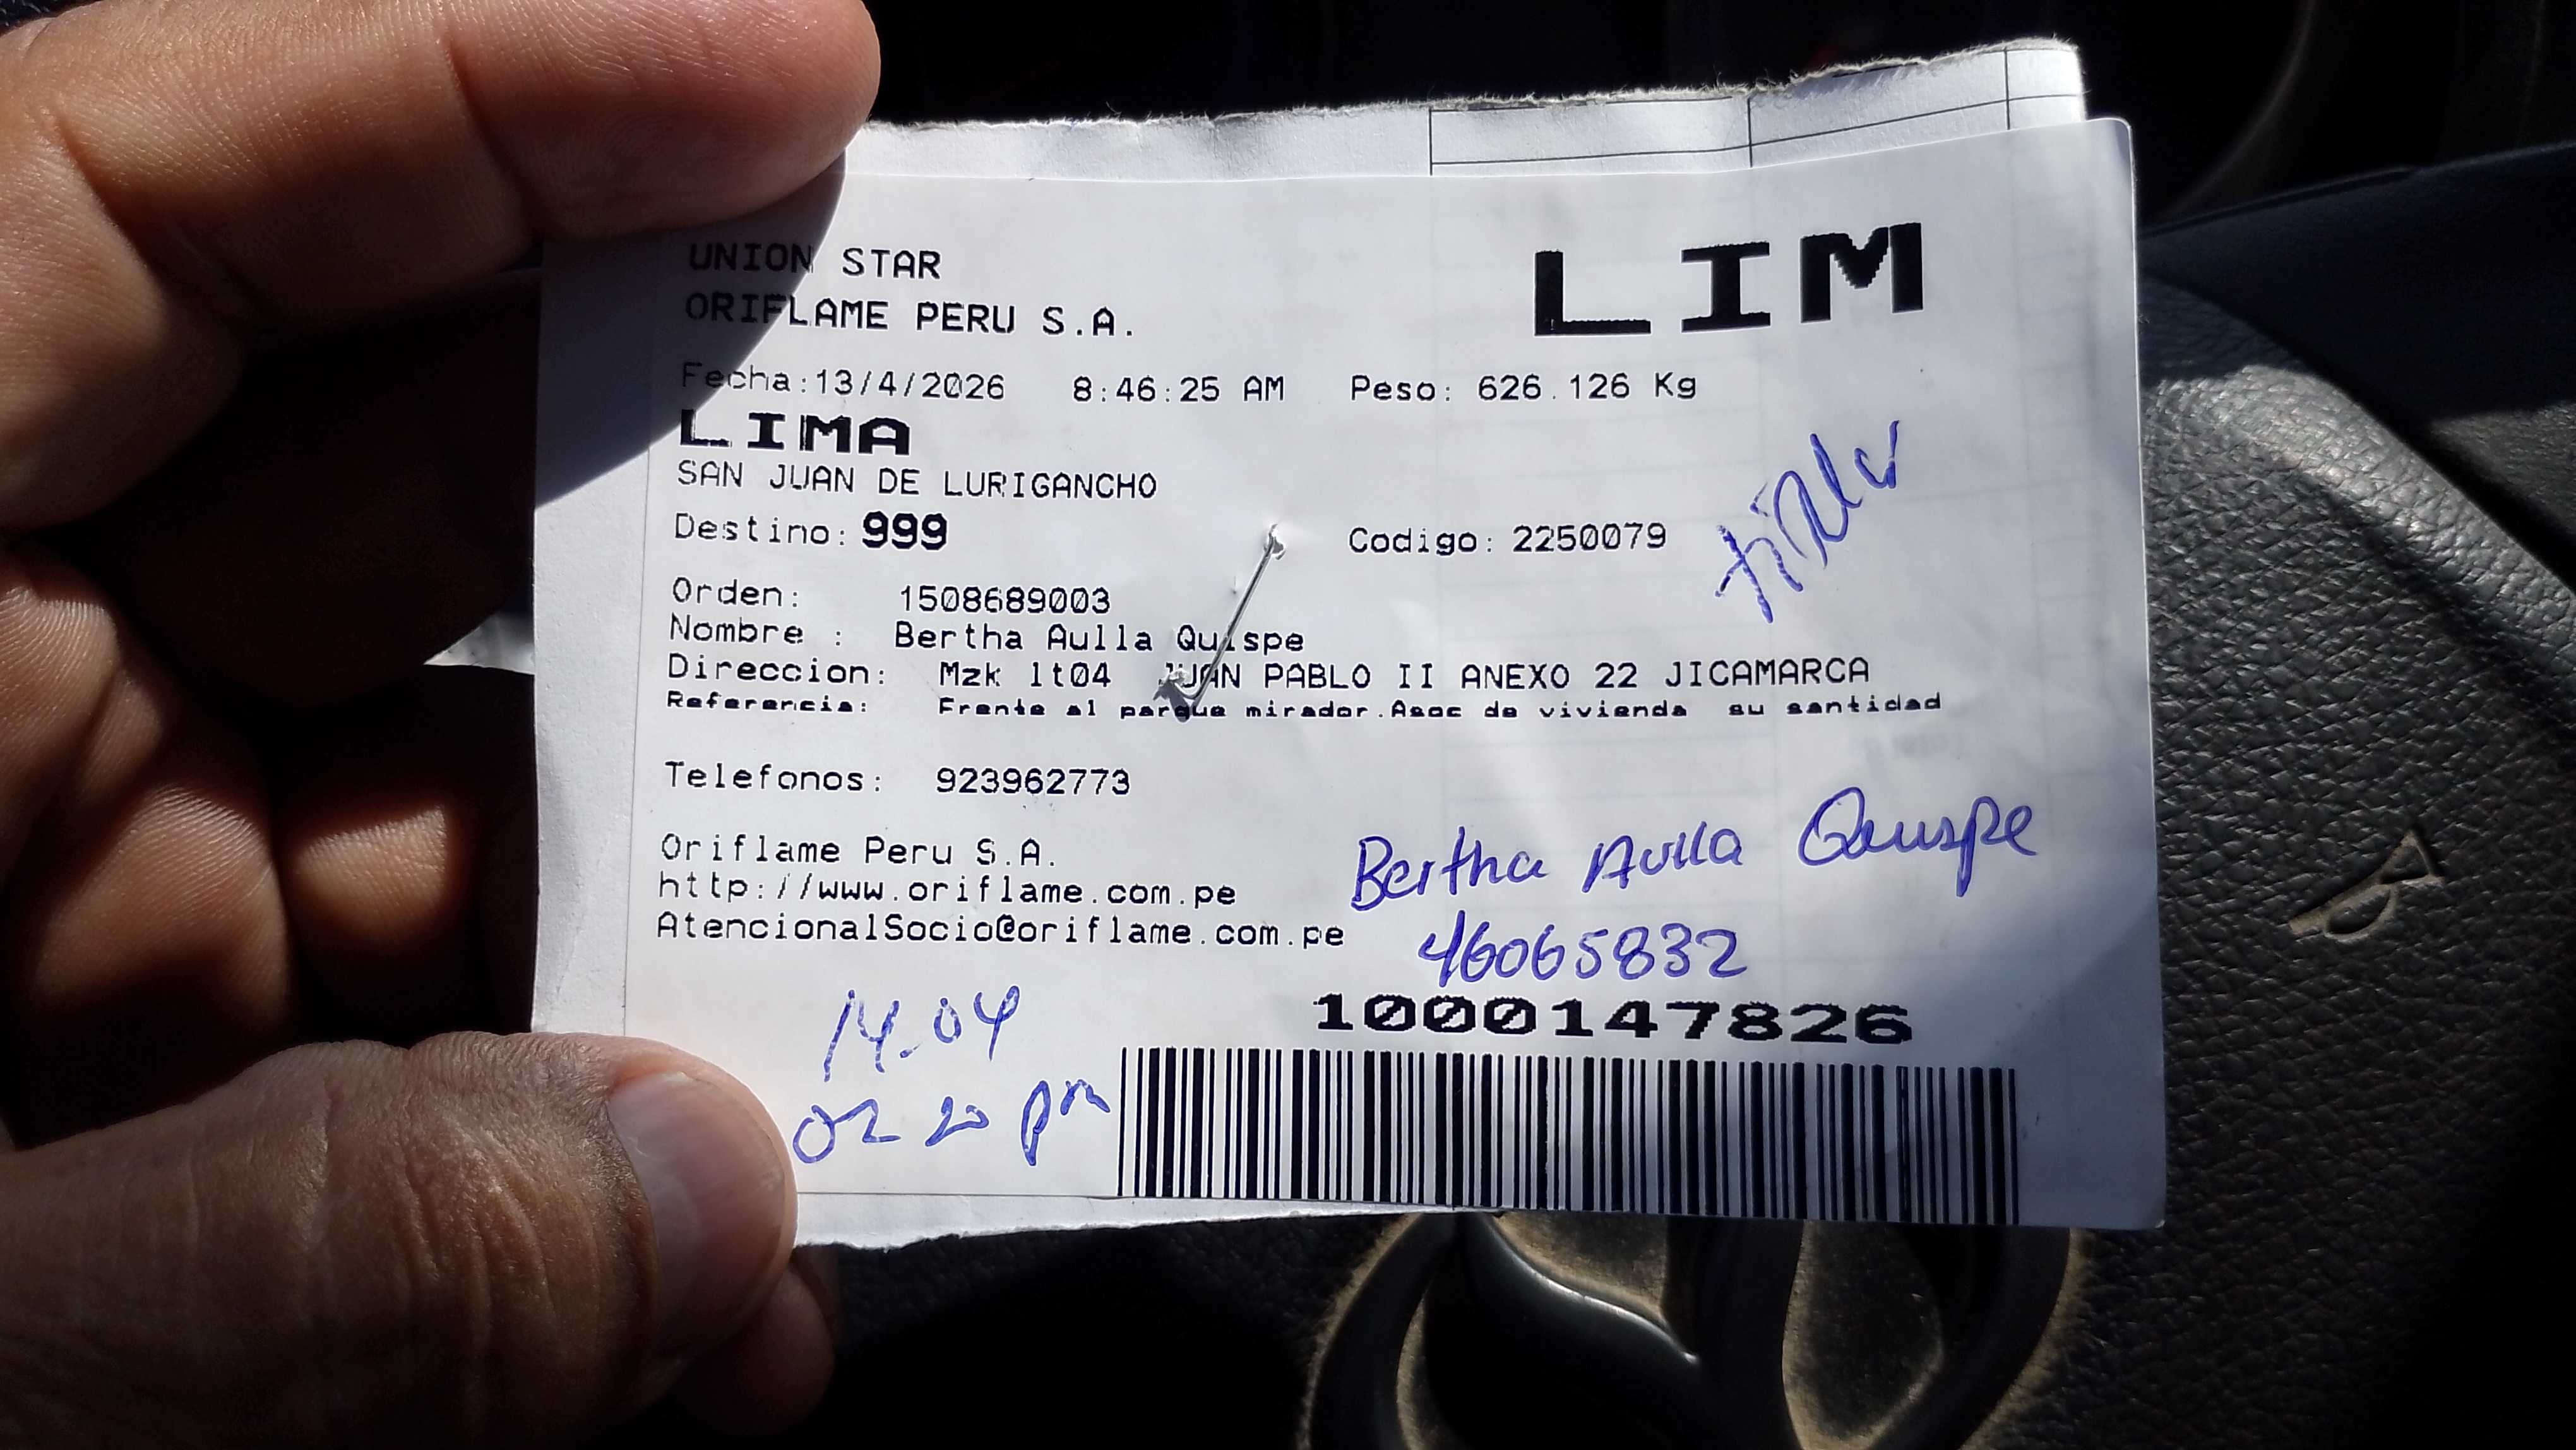 UNION STAR
LIM
ORIFLAME PERU S.A.
Fecha:13/4/2026 8:46:25 AM Peso: 626.126 Kg
LIMA
SAN JUAN DE LURIGANCHO
Destino: 999 Codigo: 2250079
titular
Orden: 1508689003
Nombre : Bertha Aulla Quispe
Direccion: Mzk lt04 JUAN PABLO II ANEXO 22 JICAMARCA
Referencia: Frente al parque mirador.Asoc de vivienda su santidad
Telefonos: 923962773
Oriflame Peru S.A.
http://www.oriflame.com.pe
AtencionalSocio@oriflame.com.pe
Bertha Aulla Quispe
46065832
1000147826
14.04
02 20 pm